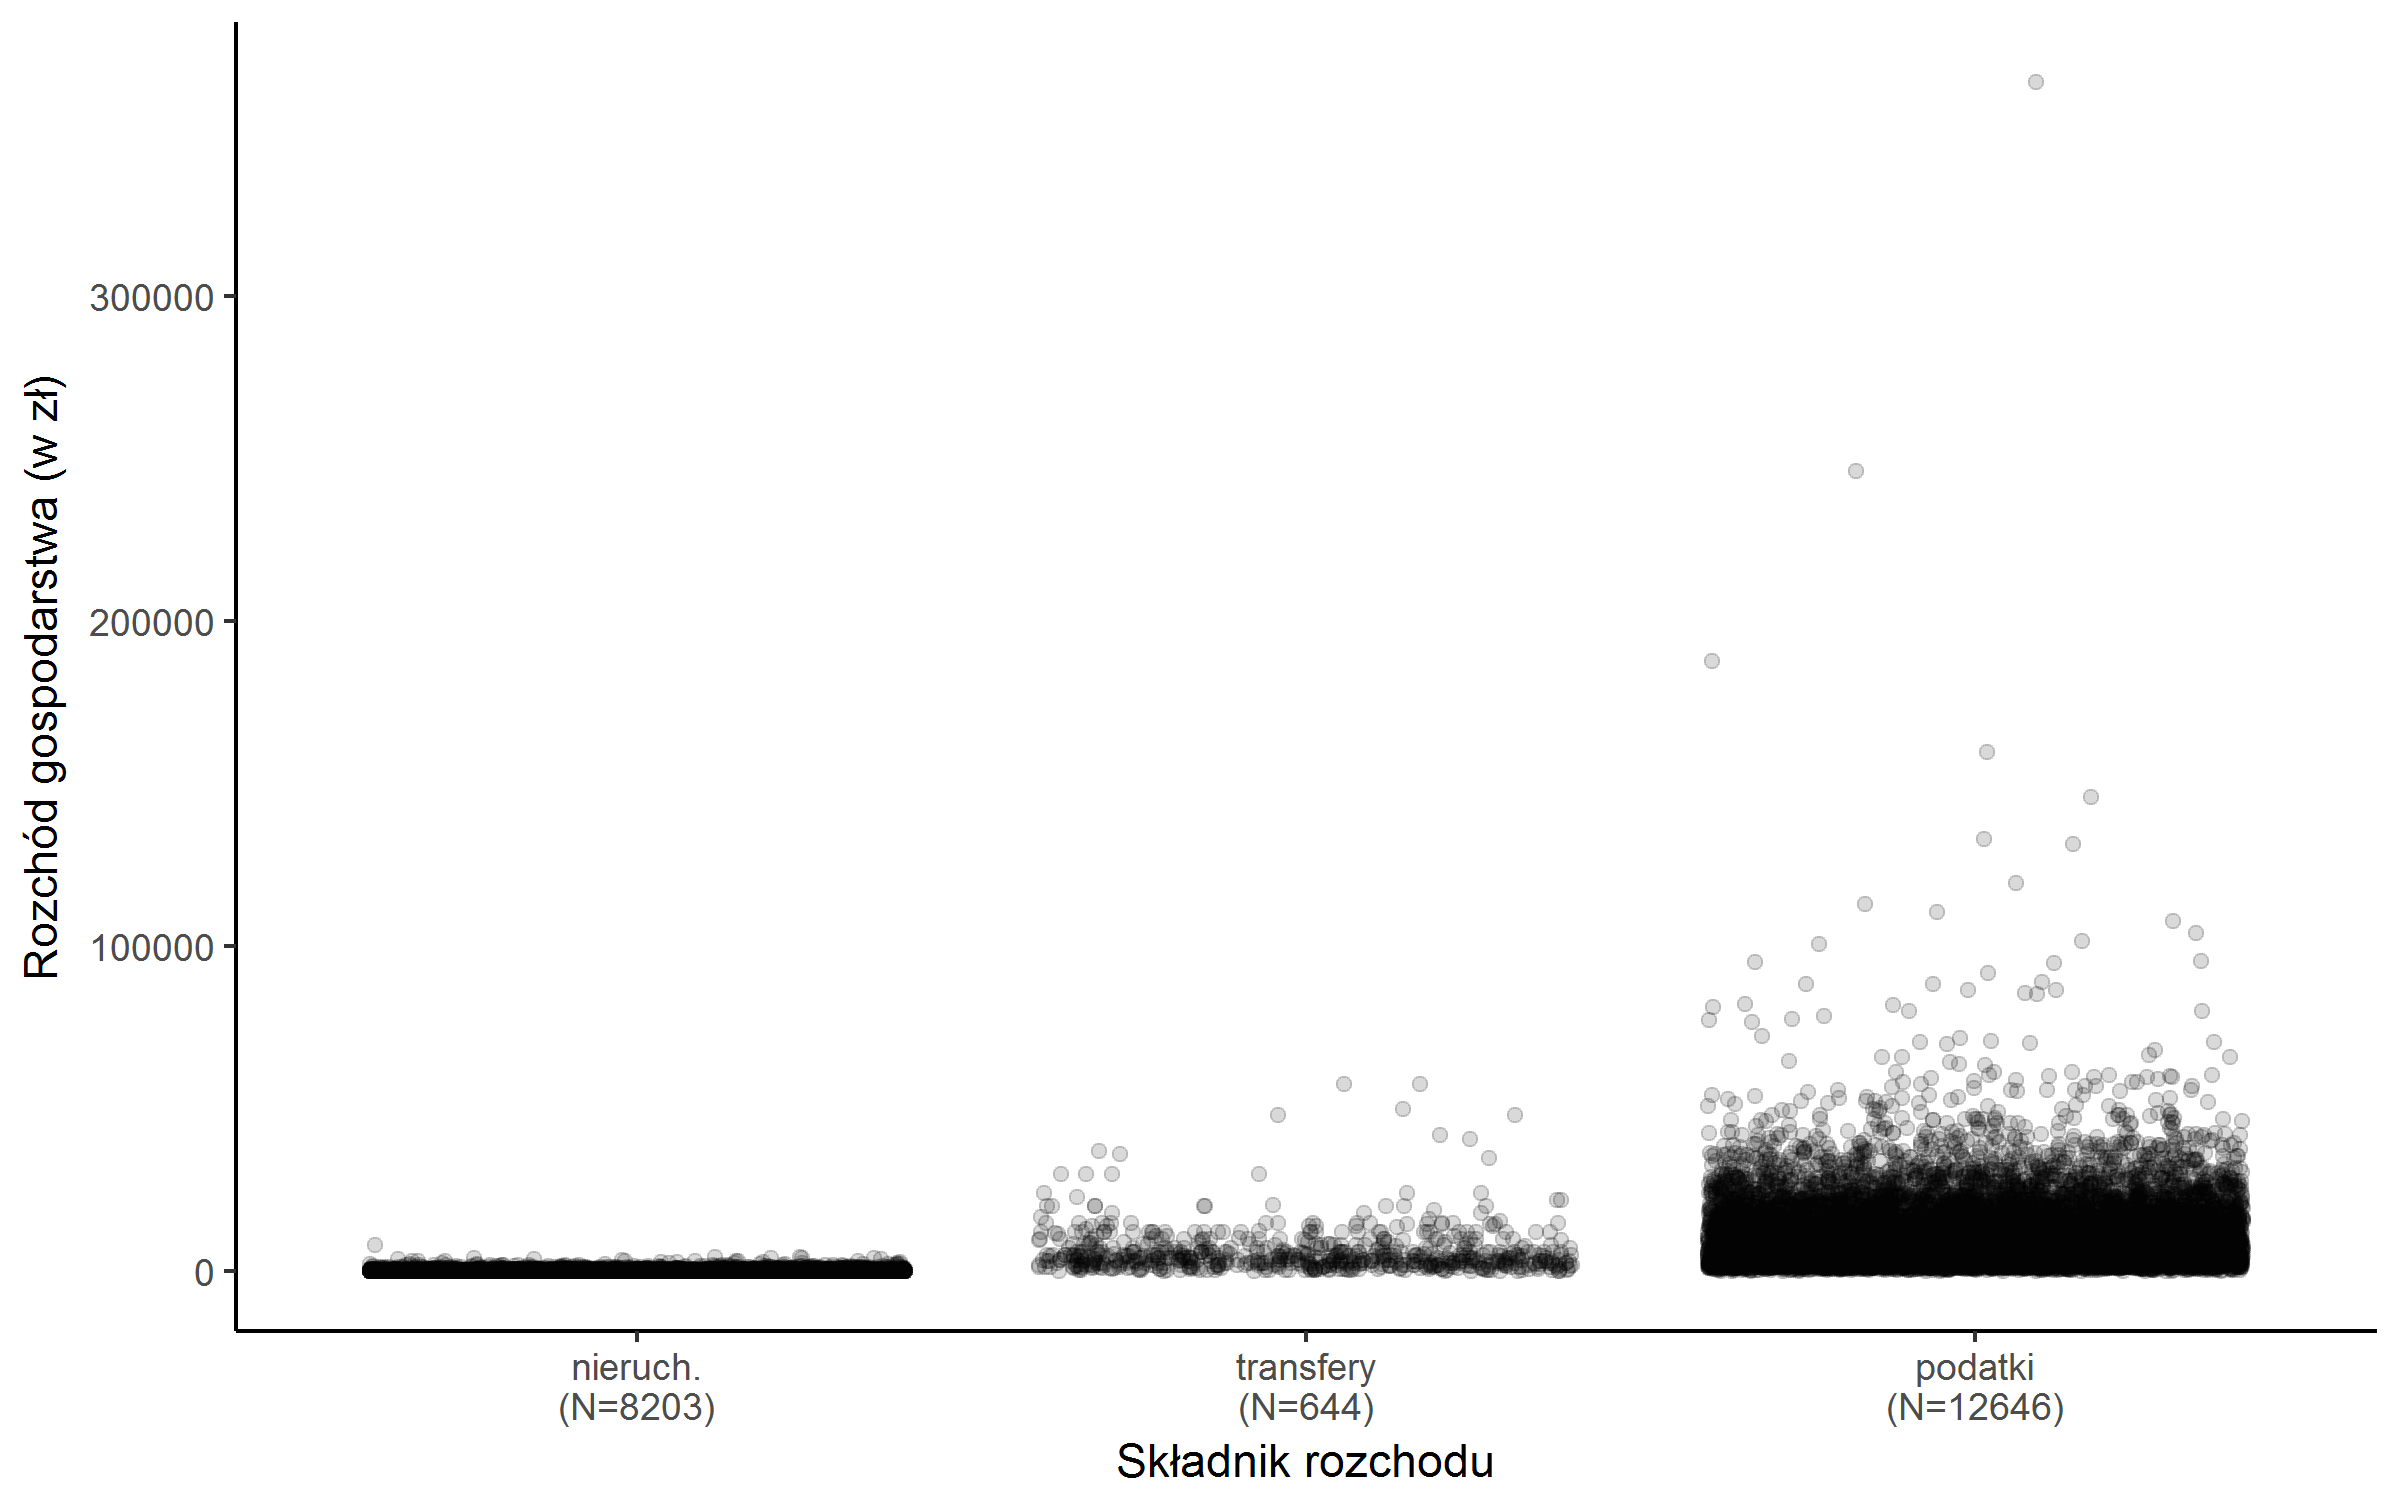 Rozchód gospodarstwa (w zł)
300000
200000
100000
0
nieruch.
(N=8203)
transfery
(N=644)
podatki
(N=12646)
Składnik rozchodu